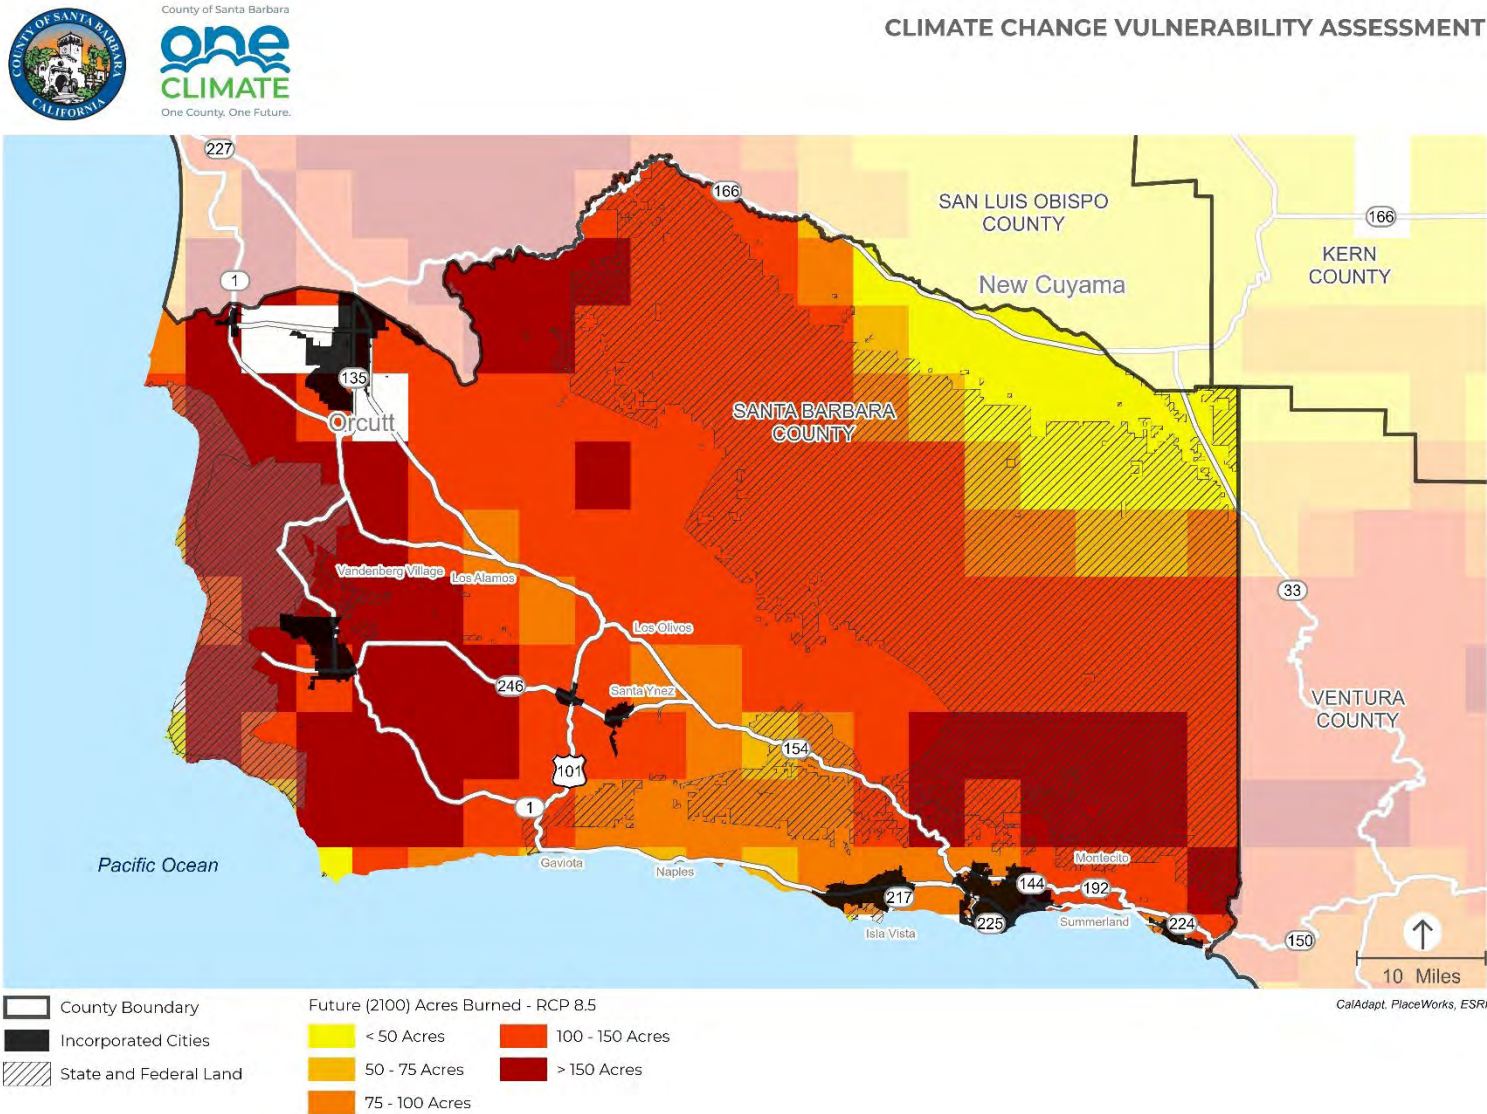 COUNTY OF SANTA BARBARA
CALIFORNIA
County of Santa Barbara
one
CLIMATE
One County. One Future.
CLIMATE CHANGE VULNERABILITY ASSESSMENT
227
166
SAN LUIS OBISPO
COUNTY
166
KERN
COUNTY
1
New Cuyama
135
Orcutt
SANTA BARBARA
COUNTY
Vandenberg Village
Los Alamos
33
Los Olivos
246
Santa Ynez
VENTURA
COUNTY
154
101
1
Pacific Ocean
Gaviota
Naples
Montecito
144
192
217
225
Isla Vista
Summerland
224
150
10 Miles
CalAdapt, PlaceWorks, ESRI
County Boundary
Incorporated Cities
State and Federal Land
Future (2100) Acres Burned - RCP 8.5
< 50 Acres
50 - 75 Acres
75 - 100 Acres
100 - 150 Acres
> 150 Acres